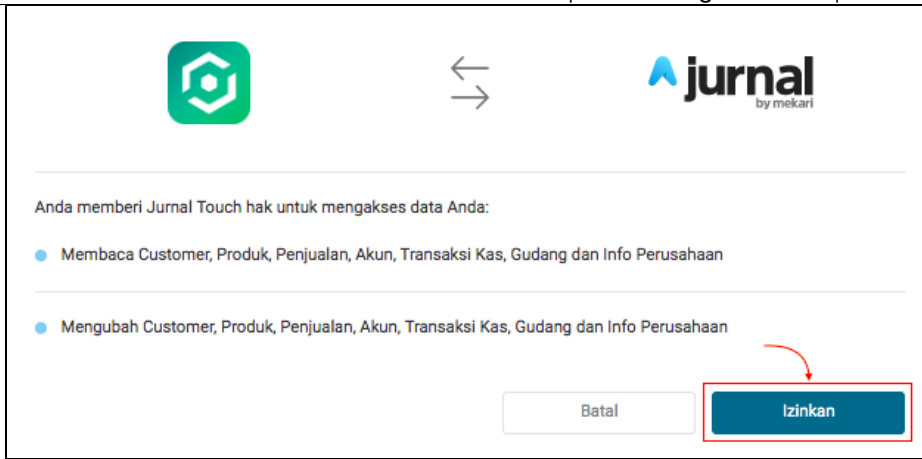 jurnal
by mekari
Anda memberi Jurnal Touch hak untuk mengakses data Anda:
Membaca Customer, Produk, Penjualan, Akun, Transaksi Kas, Gudang dan Info Perusahaan
Mengubah Customer, Produk, Penjualan, Akun, Transaksi Kas, Gudang dan Info Perusahaan
Batal
Izinkan